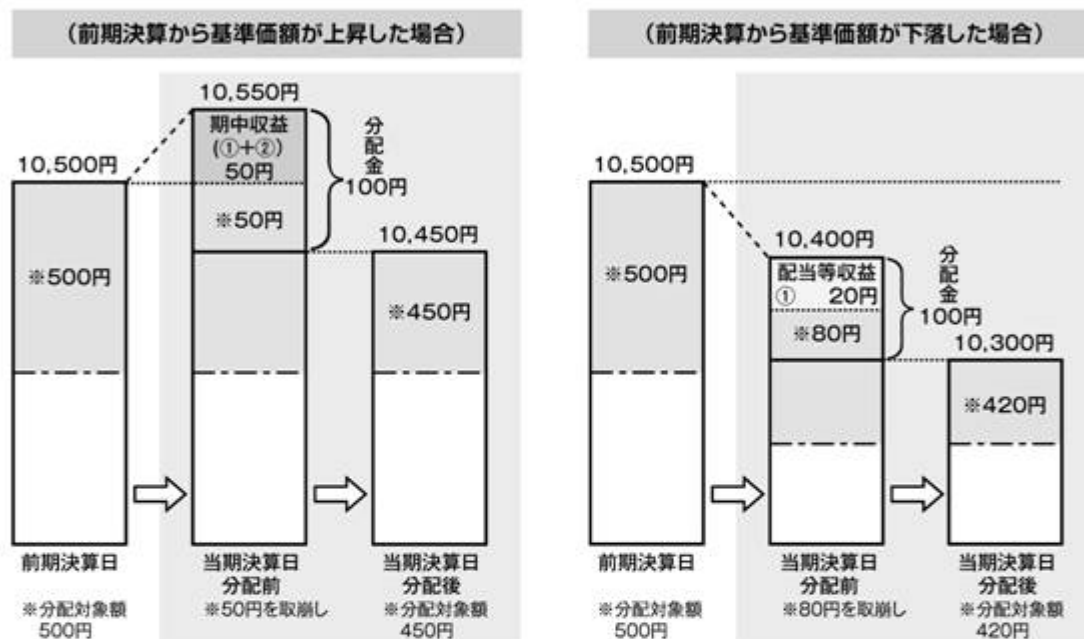 （前期決算から基準価額が上昇した場合）
10,550円
期中収益
(①+②)
50円
分配金
100円
10,500円
※50円
10,450円
※500円
※450円
前期決算日
当期決算日
分配前
当期決算日
分配後
※分配対象額
500円
※50円を取崩し
※分配対象額
450円
（前期決算から基準価額が下落した場合）
10,500円
10,400円
配当等収益
① 20円
分配金
100円
※500円
※80円
10,300円
※420円
前期決算日
当期決算日
分配前
当期決算日
分配後
※分配対象額
500円
※80円を取崩し
※分配対象額
420円